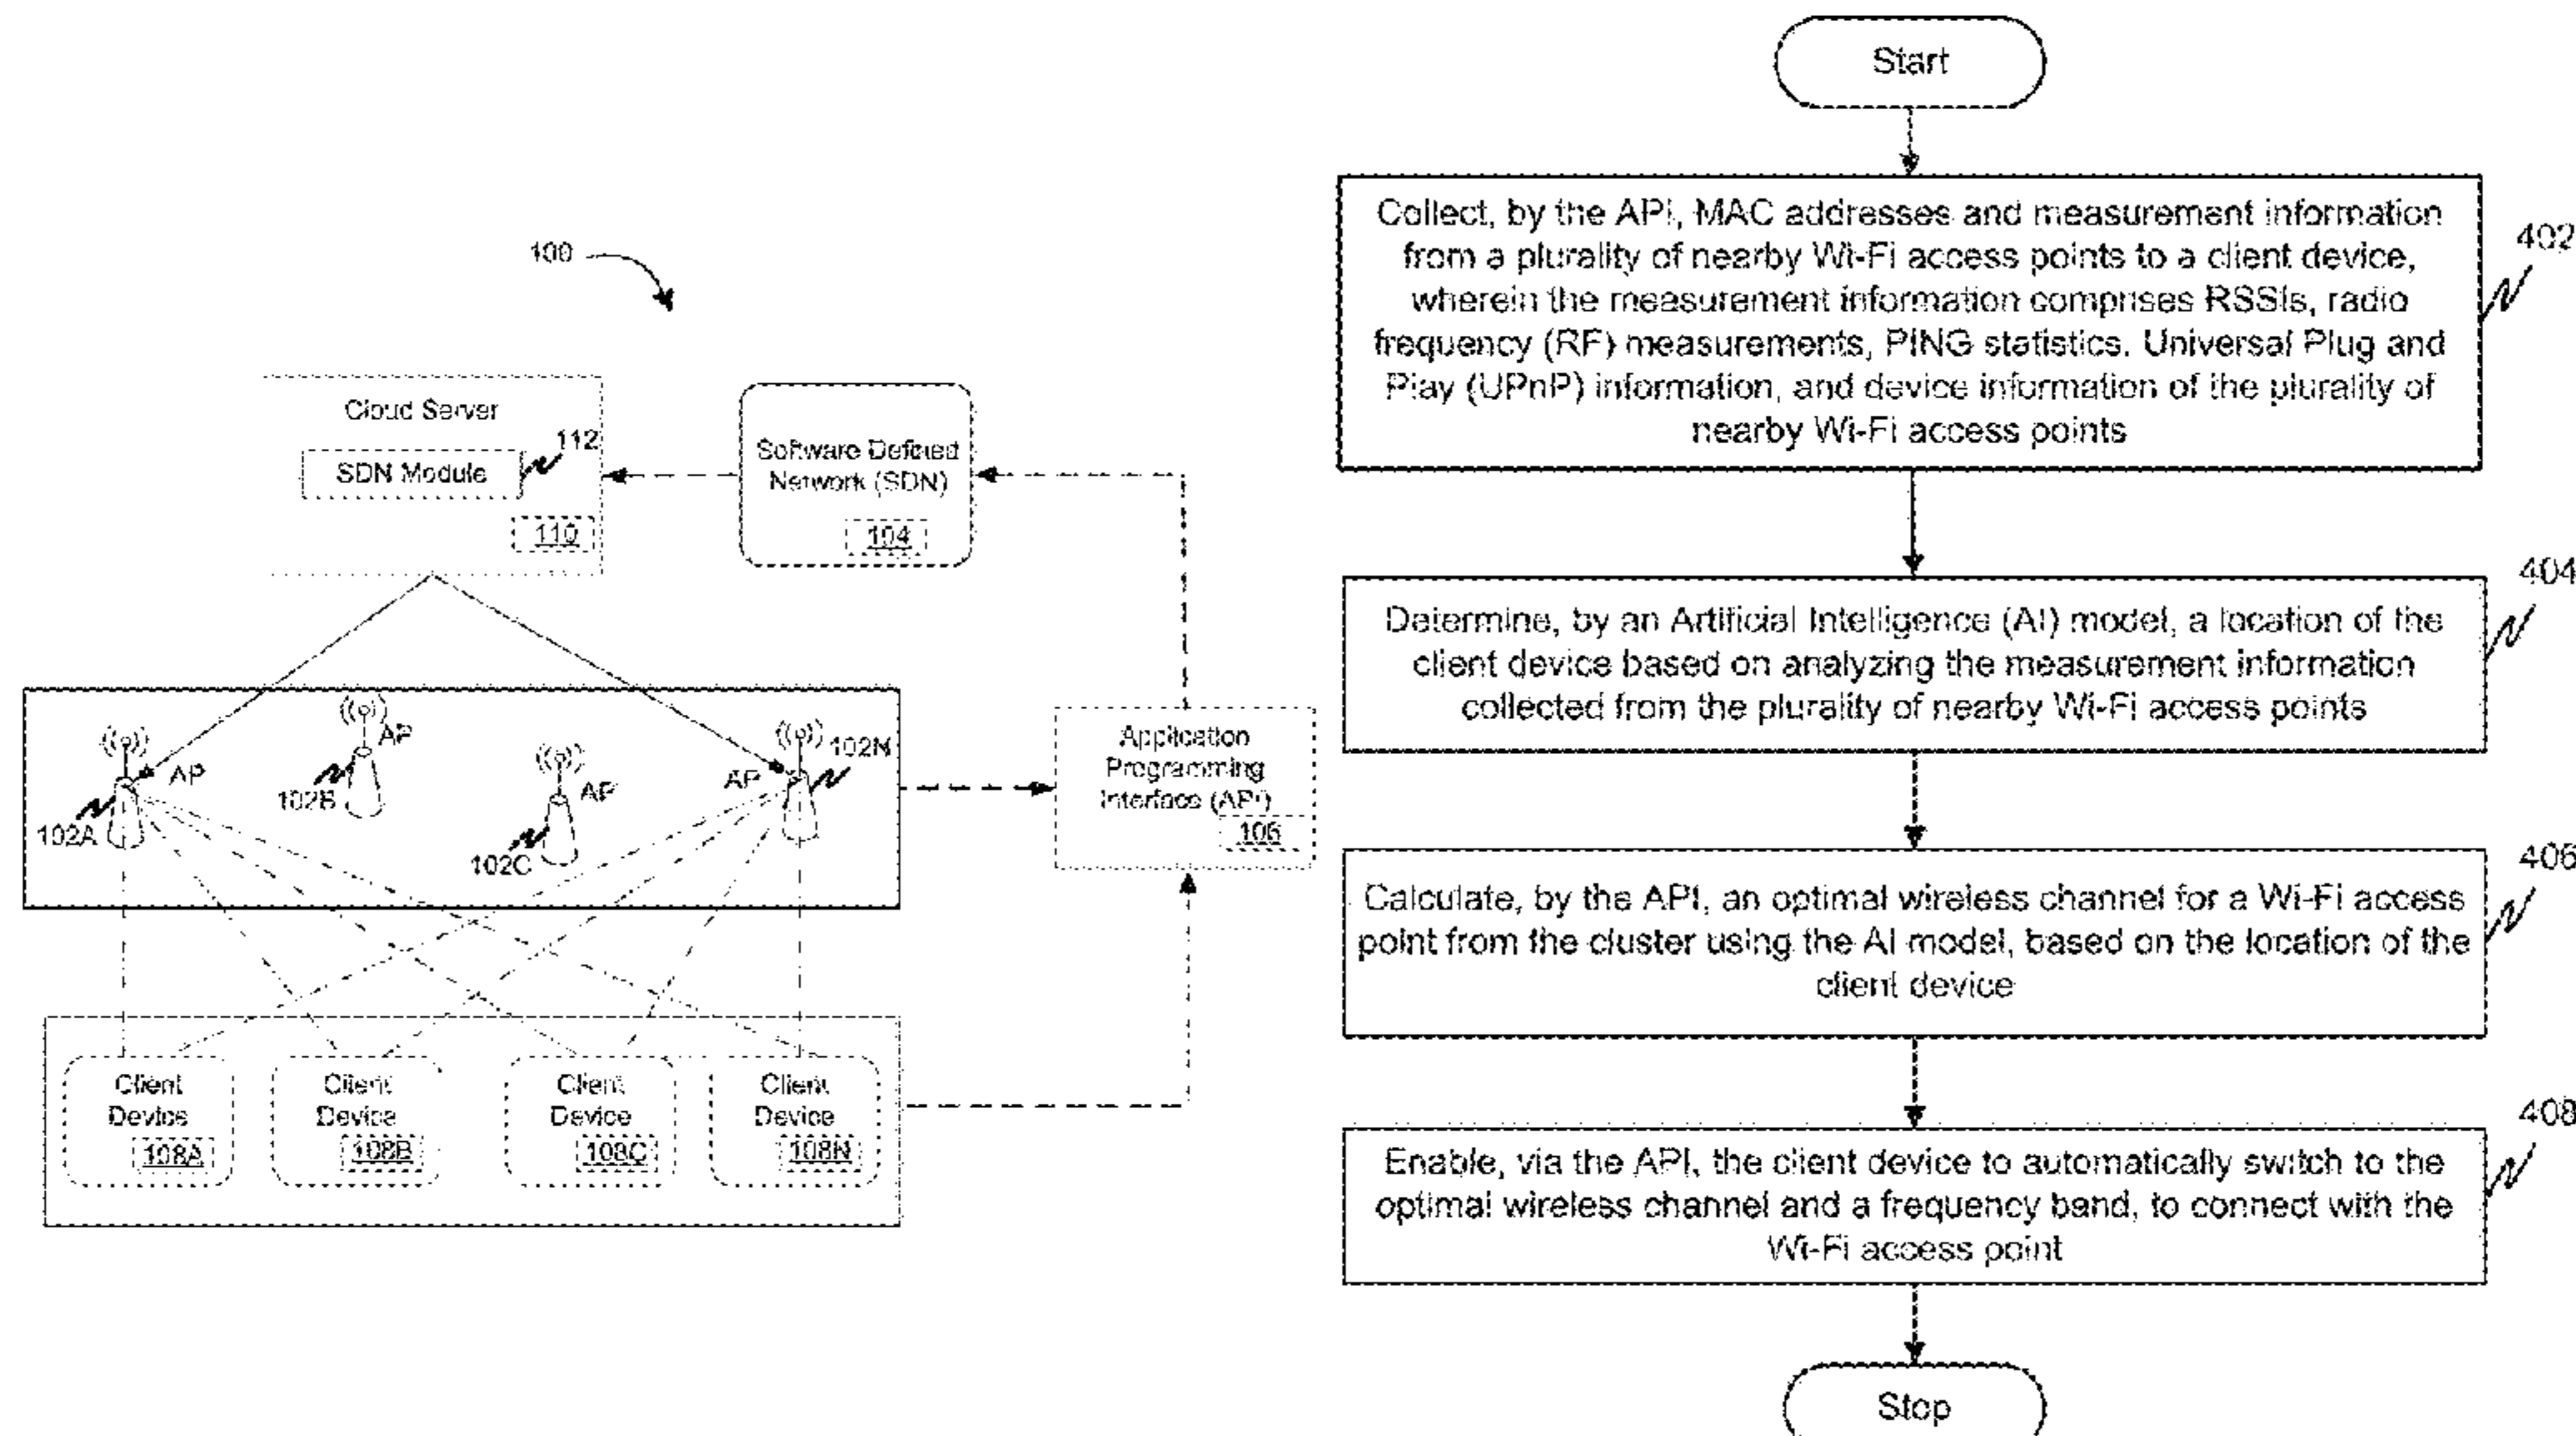 100
Cloud Server
SDN Module
112
110
Software Defined
Network (SDN)
104
AP
102A
AP
102B
AP
102C
AP
102N
Application
Programming
Interface (API)
106
Client
Device
108A
Client
Device
108B
Client
Device
108C
Client
Device
108N
Start
Collect, by the API, MAC addresses and measurement information
from a plurality of nearby Wi-Fi access points to a client device,
wherein the measurement information comprises RSSIs, radio
frequency (RF) measurements, PING statistics, Universal Plug and
Play (UPnP) information, and device information of the plurality of
nearby Wi-Fi access points
402
Determine, by an Artificial Intelligence (AI) model, a location of the
client device based on analyzing the measurement information
collected from the plurality of nearby Wi-Fi access points
404
Calculate, by the API, an optimal wireless channel for a Wi-Fi access
point from the cluster using the AI model, based on the location of the
client device
406
Enable, via the API, the client device to automatically switch to the
optimal wireless channel and a frequency band, to connect with the
Wi-Fi access point
408
Stop